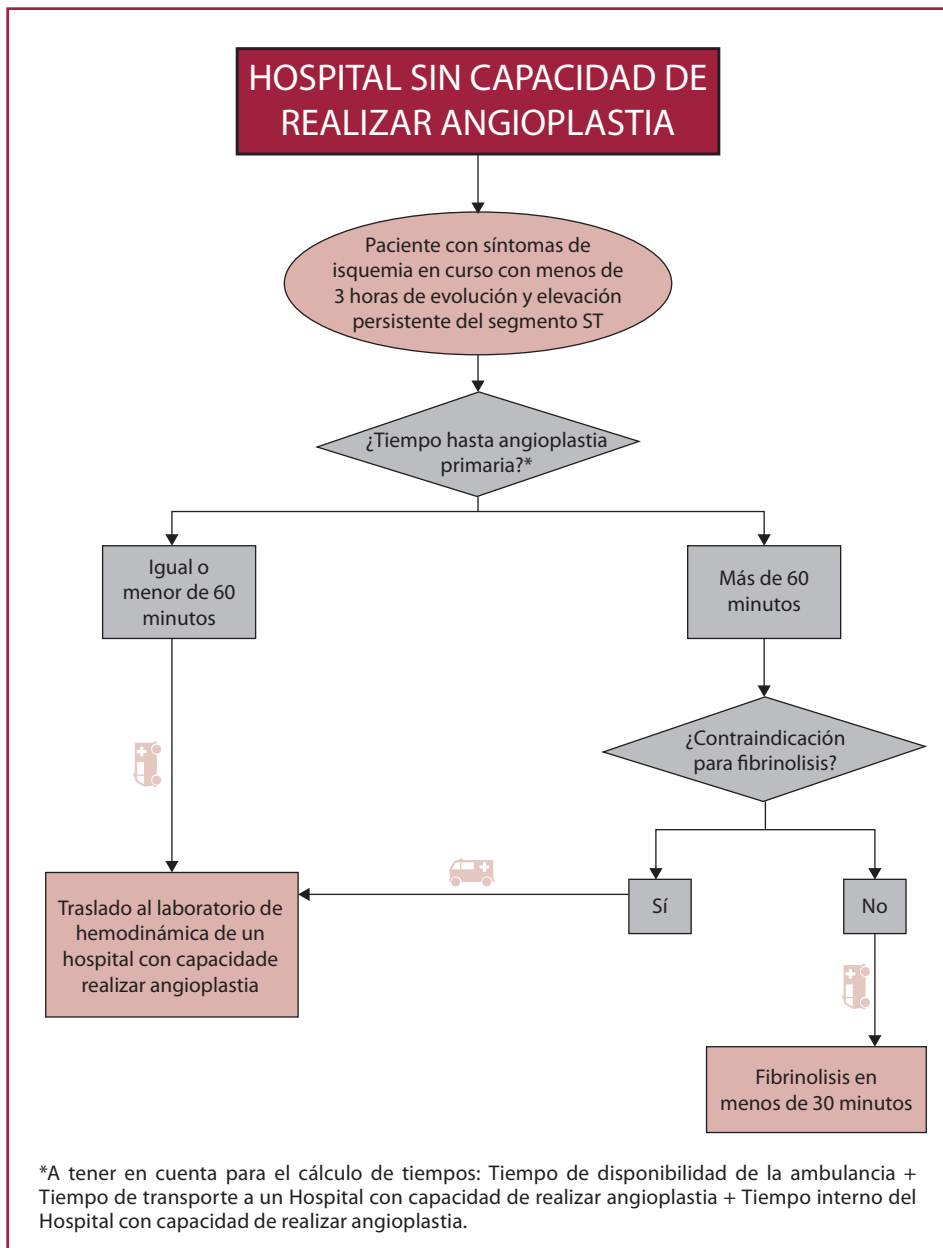 HOSPITAL SIN CAPACIDAD DE
REALIZAR ANGIOPLASTIA
Paciente con síntomas de
isquemia en curso con menos de
3 horas de evolución y elevación
persistente del segmento ST
¿Tiempo hasta angioplastia
primaria?*
Igual o
menor de 60
minutos
Más de 60
minutos
¿Contraindicación
para fibrinolisis?
Sí
No
Traslado al laboratorio de
hemodinámica de un
hospital con capacidade
realizar angioplastia
Fibrinolisis en
menos de 30 minutos
*A tener en cuenta para el cálculo de tiempos: Tiempo de disponibilidad de la ambulancia +
Tiempo de transporte a un Hospital con capacidad de realizar angioplastia + Tiempo interno del
Hospital con capacidad de realizar angioplastia.